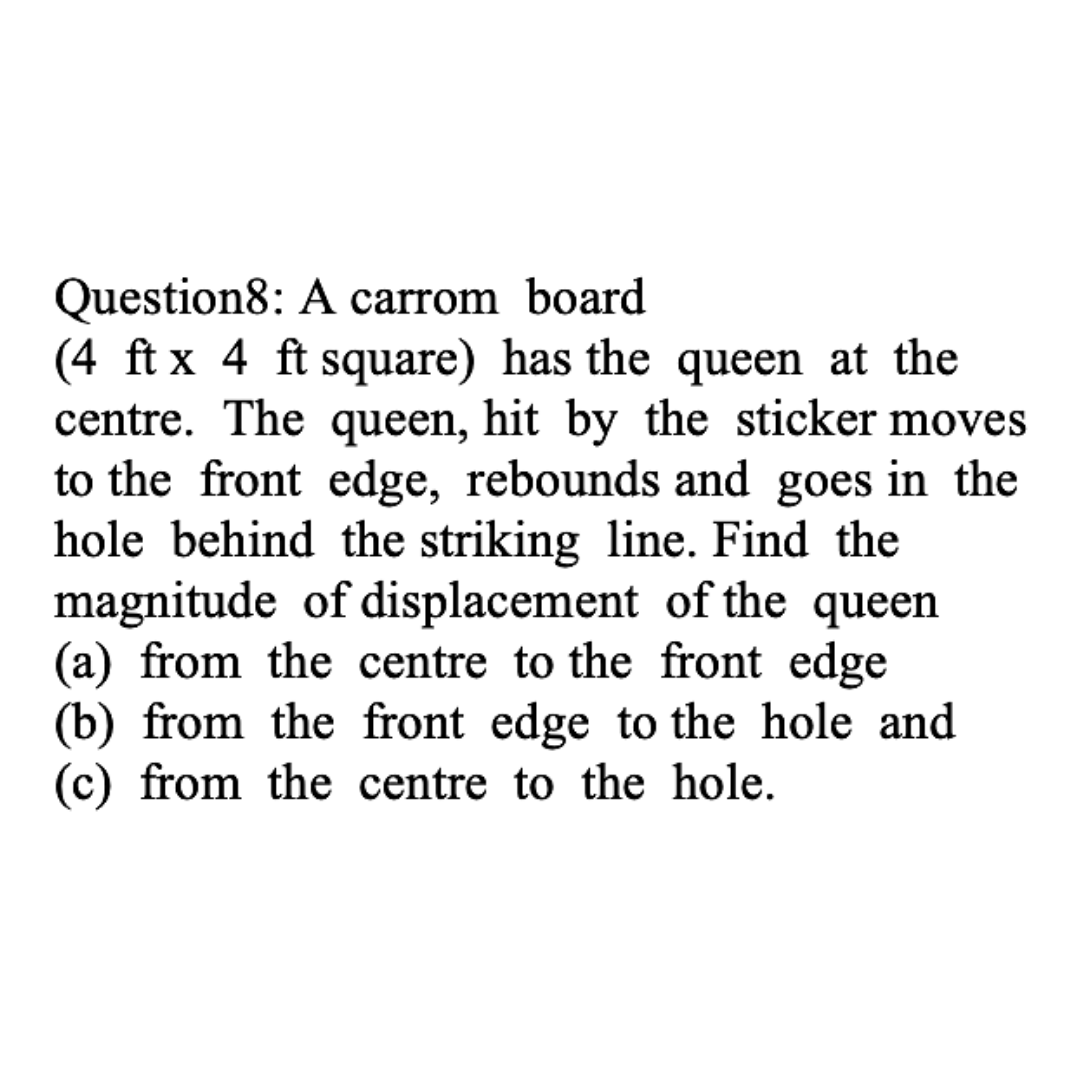 Question8: A carrom board
(4 ft x 4 ft square) has the queen at the
centre. The queen, hit by the sticker moves
to the front edge, rebounds and goes in the
hole behind the striking line. Find the
magnitude of displacement of the queen
(a) from the centre to the front edge
(b) from the front edge to the hole and
(c) from the centre to the hole.